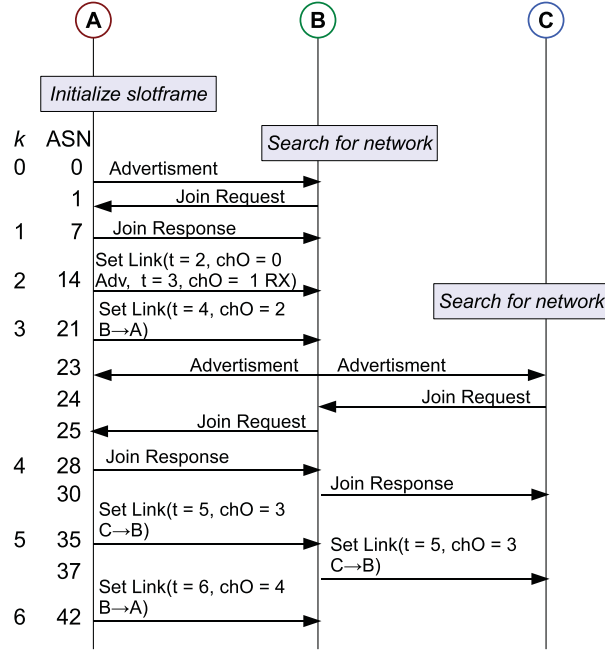 A B C
Initialize slotframe
Search for network
k ASN
0 0 Advertisment
1 Join Request
1 7 Join Response
Set Link(t = 2, chO = 0
2 14 Adv, t = 3, chO = 1 RX)
Search for network
Set Link(t = 4, chO = 2
3 21 B→A)
23 Advertisment Advertisment
24 Join Request
25 Join Request
4 28 Join Response
30 Join Response
Set Link(t = 5, chO = 3
C→B)
5 35 Set Link(t = 5, chO = 3
37 C→B)
Set Link(t = 6, chO = 4
B→A)
6 42